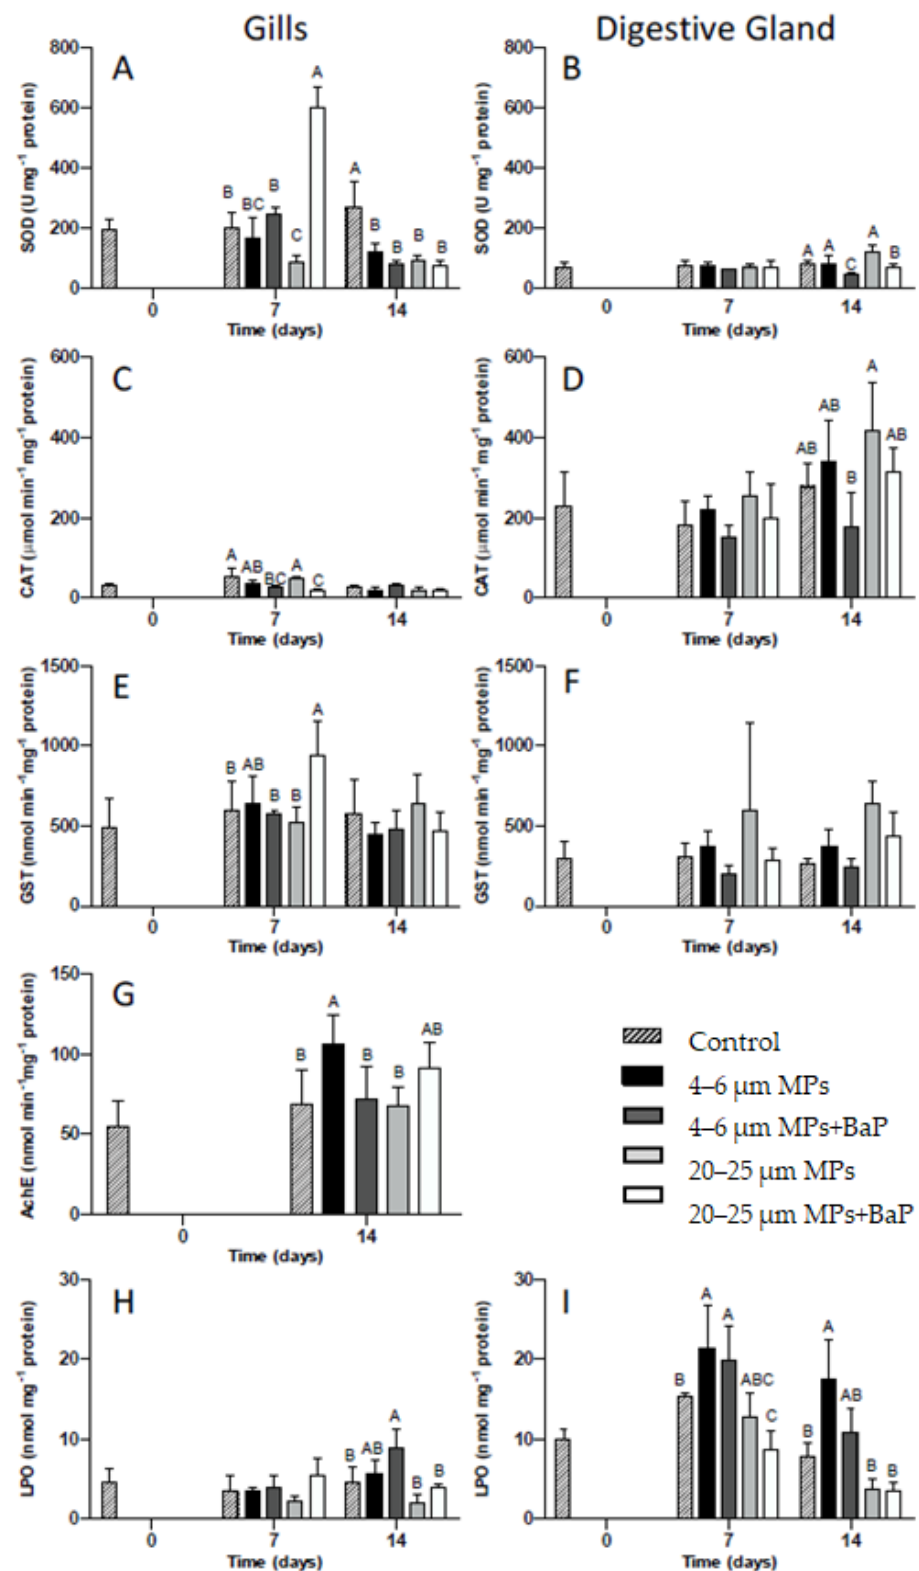 Gills
Digestive Gland
A
SOD (U mg⁻¹ protein)
800
600
400
200
0
B
BC
B
C
A
A
B
B
B
B
0
7
14
Time (days)
B
SOD (U mg⁻¹ protein)
800
600
400
200
0
A
A
C
A
B
0
7
14
Time (days)
C
CAT (μmol min⁻¹ mg⁻¹ protein)
600
400
200
0
A
AB
BC
A
C
0
7
14
Time (days)
D
CAT (μmol min⁻¹ mg⁻¹ protein)
600
400
200
0
AB
AB
B
A
AB
0
7
14
Time (days)
E
GST (nmol min⁻¹mg⁻¹ protein)
1500
1000
500
0
B
AB
B
B
A
0
7
14
Time (days)
F
GST (nmol min⁻¹mg⁻¹ protein)
1500
1000
500
0
0
7
14
Time (days)
G
AchE (nmol min⁻¹mg⁻¹ protein)
150
100
50
0
B
A
B
B
AB
0
14
Time (days)
Control
4–6 μm MPs
4–6 μm MPs+BaP
20–25 μm MPs
20–25 μm MPs+BaP
H
LPO (nmol mg⁻¹ protein)
30
20
10
0
B
AB
A
B
B
0
7
14
Time (days)
I
LPO (nmol mg⁻¹ protein)
30
20
10
0
B
A
A
ABC
C
B
A
AB
B
B
0
7
14
Time (days)